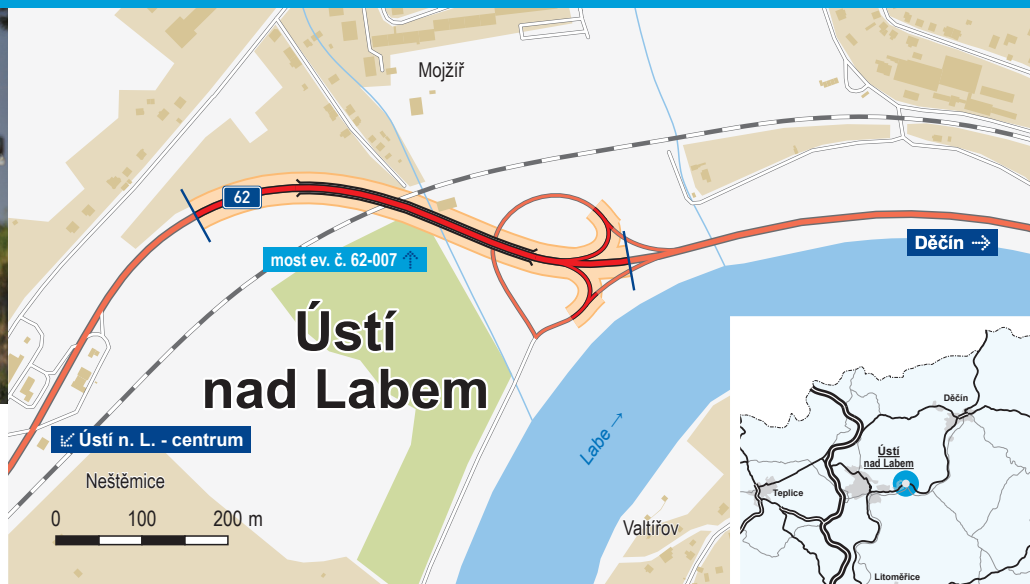 Mojžíř
62
most ev. č. 62-007
Děčín
Ústí
nad Labem
Ústí n. L. - centrum
Neštěmice
0 100 200 m
Labe →
Valtířov
Děčín
Ústí
nad Labem
Teplice
Litoměřice